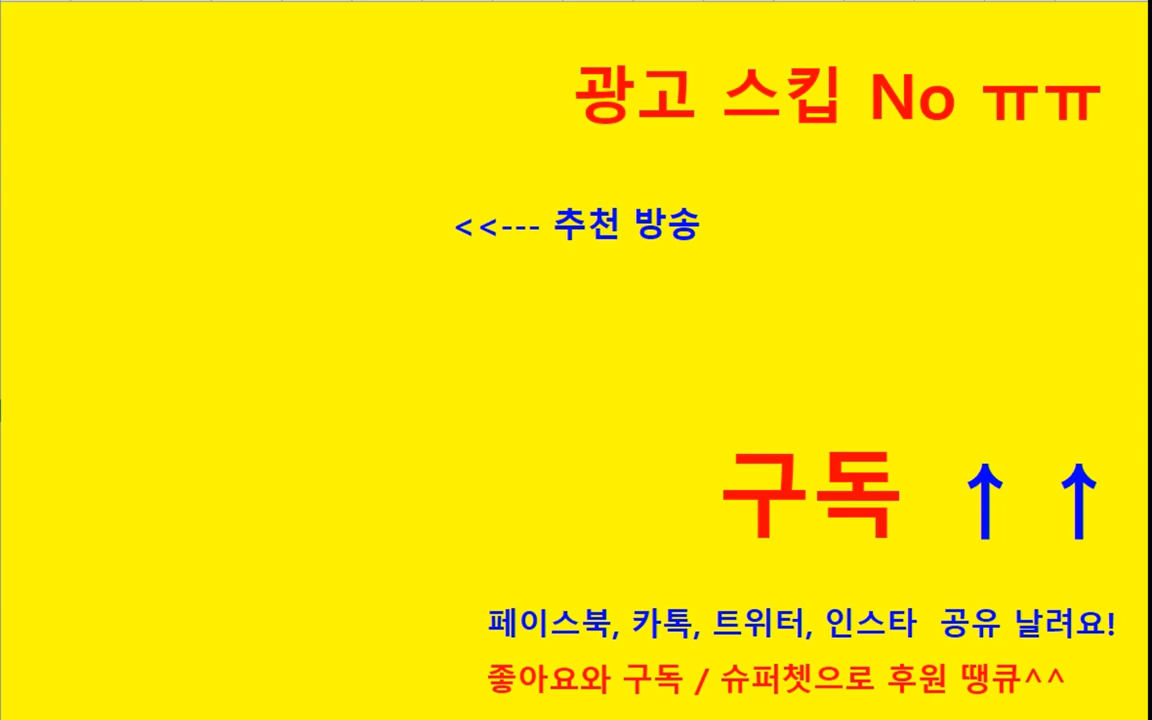 광고 스킵 No ㅠㅠ
<<--- 추천 방송
구독 ↑ ↑
페이스북, 카톡, 트위터, 인스타 공유 날려요!
좋아요와 구독 / 슈퍼쳇으로 후원 땡큐^^